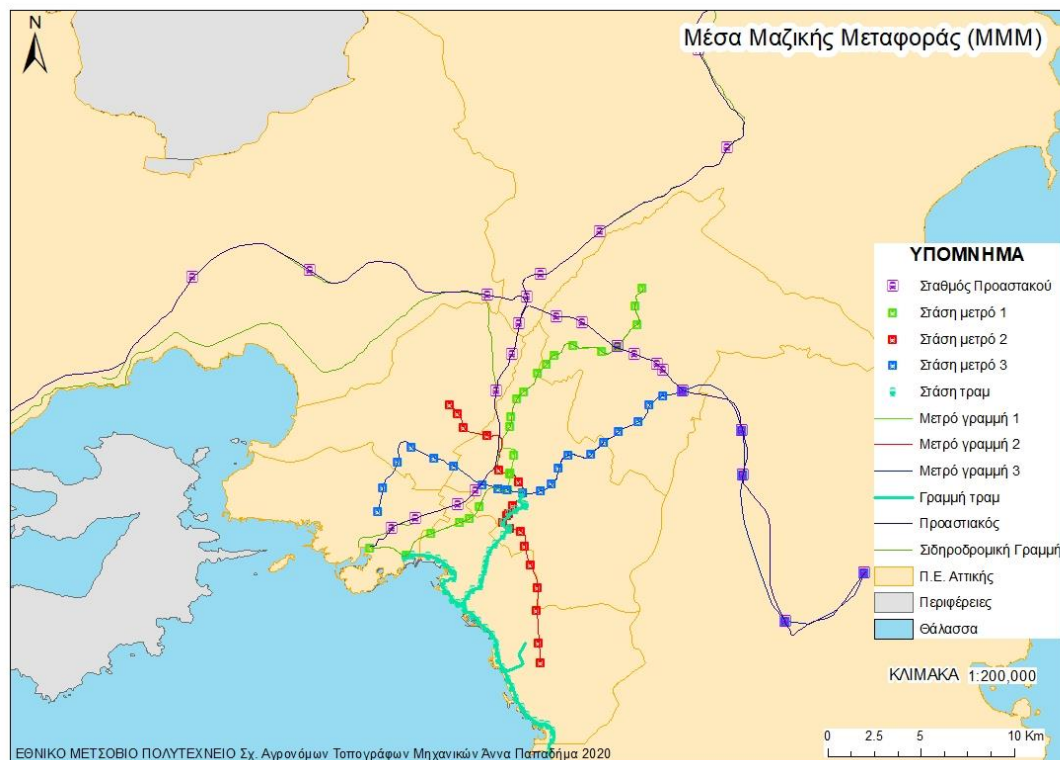 N
Μέσα Μαζικής Μεταφοράς (ΜΜΜ)
ΥΠΟΜΝΗΜΑ
Σταθμός Προαστακού
Στάση μετρό 1
Στάση μετρό 2
Στάση μετρό 3
Στάση τραμ
Μετρό γραμμή 1
Μετρό γραμμή 2
Μετρό γραμμή 3
Γραμμή τραμ
Προαστιακός
Σιδηροδρομική Γραμμή
Π.Ε. Αττικής
Περιφέρειες
Θάλασσα
ΚΛΙΜΑΚΑ 1:200,000
0 2.5 5 10 Km
ΕΘΝΙΚΟ ΜΕΤΣΟΒΙΟ ΠΟΛΥΤΕΧΝΕΙΟ Σχ. Αγρονόμων Τοπογράφων Μηχανικών Άννα Παπαδήμα 2020